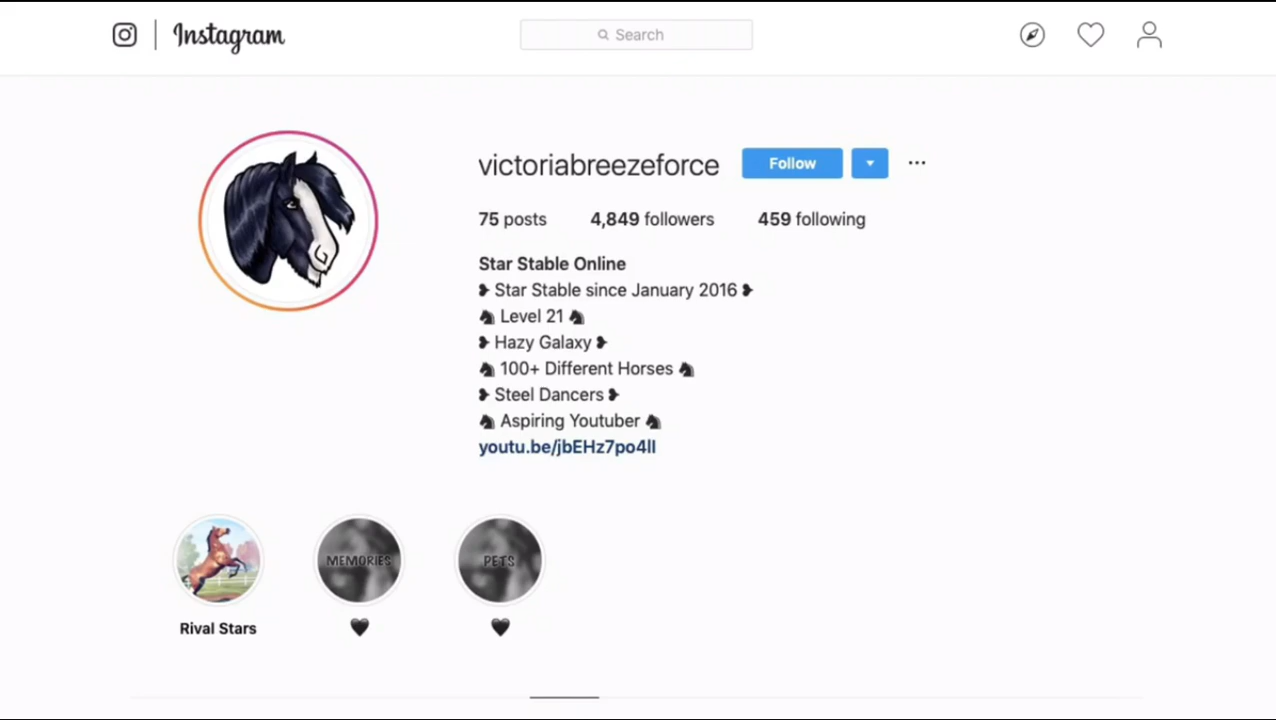 Instagram
Search
victoriabreezeforce
Follow
75 posts 4,849 followers 459 following
Star Stable Online
❥ Star Stable since January 2016 ❥
♞ Level 21 ♞
❥ Hazy Galaxy ❥
♞ 100+ Different Horses ♞
❥ Steel Dancers ❥
♞ Aspiring Youtuber ♞
youtu.be/jbEHz7po4lI
MEMORIES PETS
Rival Stars